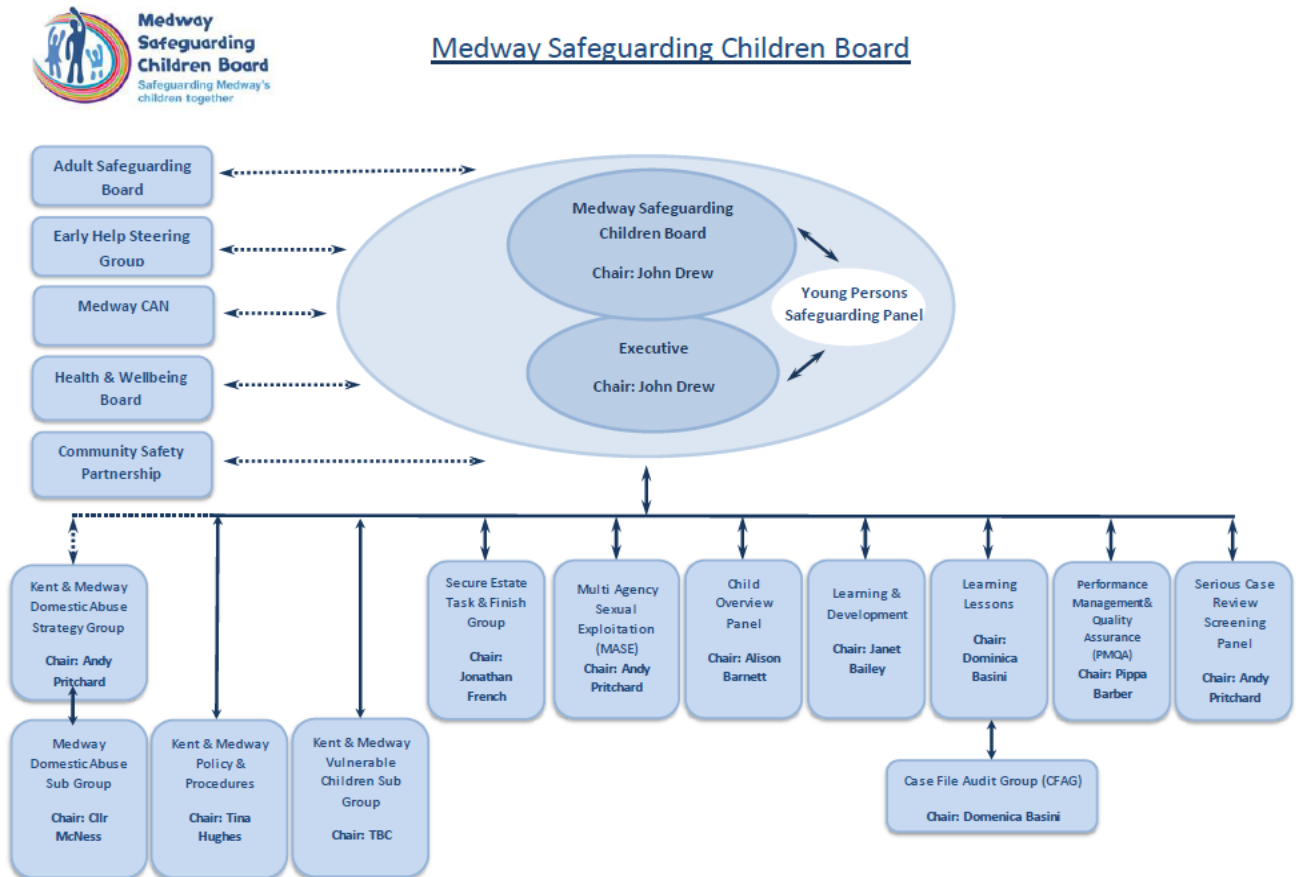 Medway
Safeguarding
Children Board
Safeguarding Medway's
children together
Medway Safeguarding Children Board
Adult Safeguarding
Board
Early Help Steering
Group
Medway CAN
Health & Wellbeing
Board
Community Safety
Partnership
Medway Safeguarding
Children Board
Chair: John Drew
Young Persons
Safeguarding Panel
Executive
Chair: John Drew
Kent & Medway
Domestic Abuse
Strategy Group
Chair: Andy
Pritchard
Secure Estate
Task & Finish
Group
Chair:
Jonathan
French
Multi Agency
Sexual
Exploitation
(MASE)
Chair: Andy
Pritchard
Child
Overview
Panel
Chair: Alison
Barnett
Learning &
Development
Chair: Janet
Bailey
Learning
Lessons
Chair:
Dominica
Basini
Performance
Management&
Quality
Assurance
(PMQA)
Chair: Pippa
Barber
Serious Case
Review
Screening
Panel
Chair: Andy
Pritchard
Medway
Domestic Abuse
Sub Group
Chair: Cllr
McNess
Kent & Medway
Policy &
Procedures
Chair: Tina
Hughes
Kent & Medway
Vulnerable
Children Sub
Group
Chair: TBC
Case File Audit Group (CFAG)
Chair: Domenica Basini